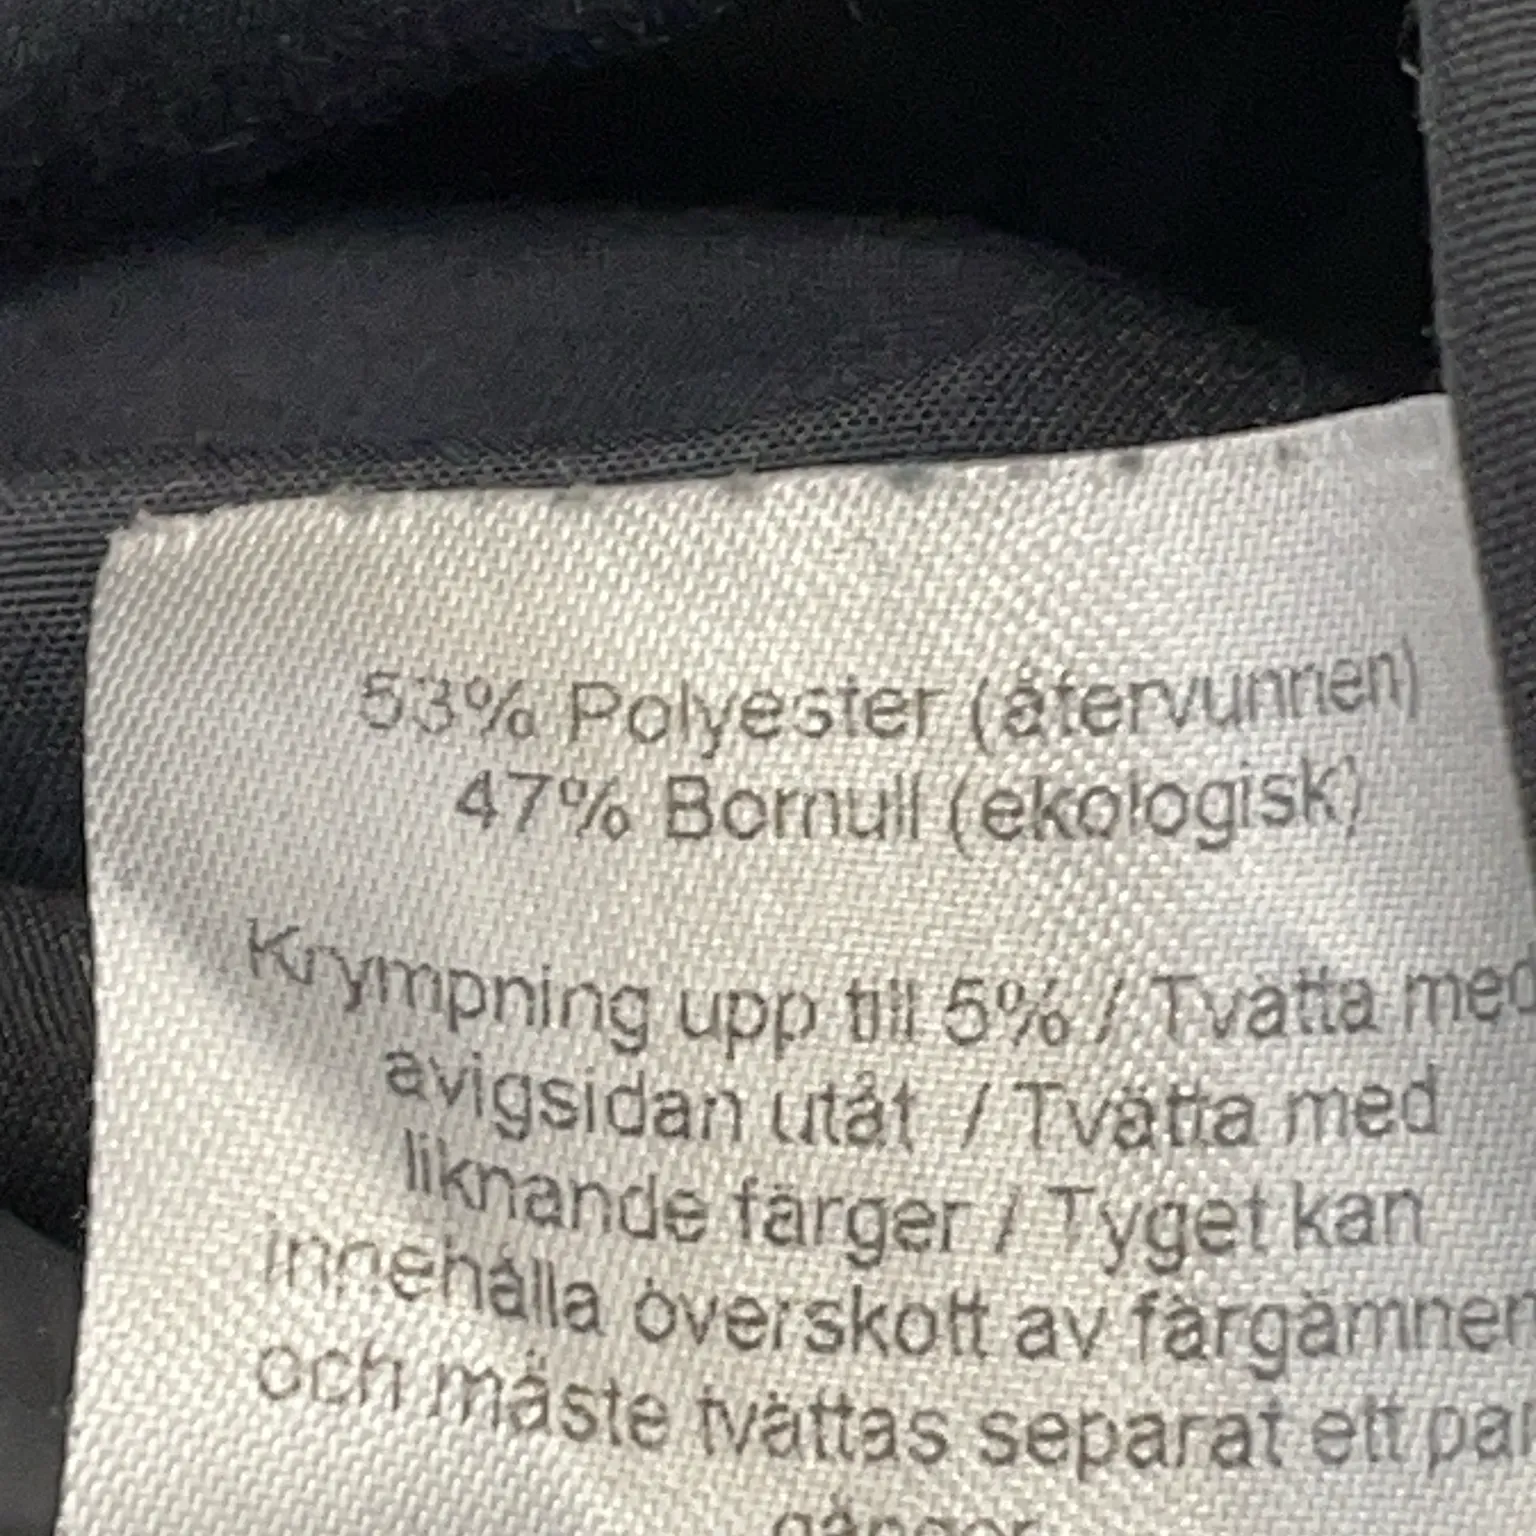 53% Polyester (återvunnen)
47% Bomull (ekologisk)
Krympning upp till 5% / Tvätta med
avigsidan utåt / Tvätta med
liknande färger / Tyget kan
innehålla överskott av färgämnen
och måste tvättas separat ett par
gånger